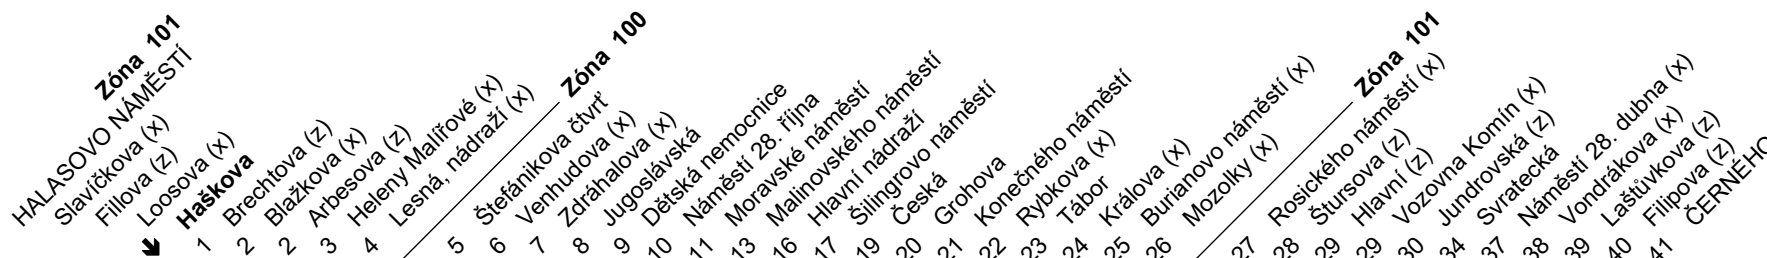 Zóna 101
HALASOVO NÁMĚSTÍ
Slavíčkova (x)
Fillova (z)
Loosova (x)
Haškova
1 Brechtova (z)
2 Blažkova (x)
2 Arbesova (z)
3 Heleny Malířové (x)
4 Lesná, nádraží (x)
Zóna 100
5 Štefánikova čtvrť
6 Venhudova (x)
7 Zdráhalova (x)
8 Jugoslávská
9 Dětská nemocnice
10 Náměstí 28. října
11 Moravské náměstí
13 Malinovského náměstí
16 Hlavní nádraží
17 Šilingrovo náměstí
19 Česká
20 Grohova
21 Konečného náměstí
22 Rybkova (x)
23 Tábor
24 Králova (x)
25 Burianovo náměstí (x)
26 Mozolky (x)
Zóna 101
27 Rosického náměstí (x)
28 Štursova (z)
29 Hlavní (z)
29 Vozovna Komín (x)
30 Jundrovská (z)
34 Svratecká
37 Náměstí 28. dubna (x)
38 Vondrákova (x)
39 Laštůvkova (z)
40 Filipova (z)
41 ČERNÉHO